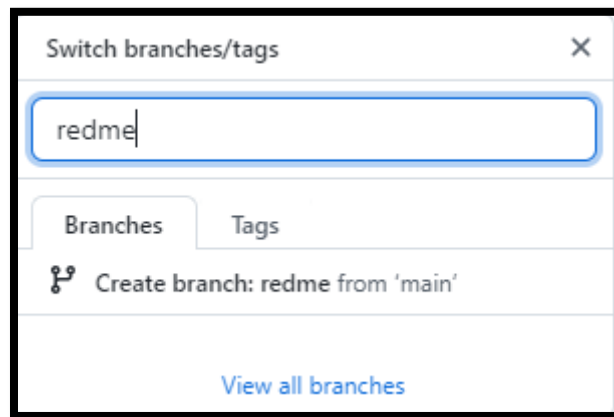 Switch branches/tags
redme
Branches Tags
Create branch: redme from ‘main’
View all branches